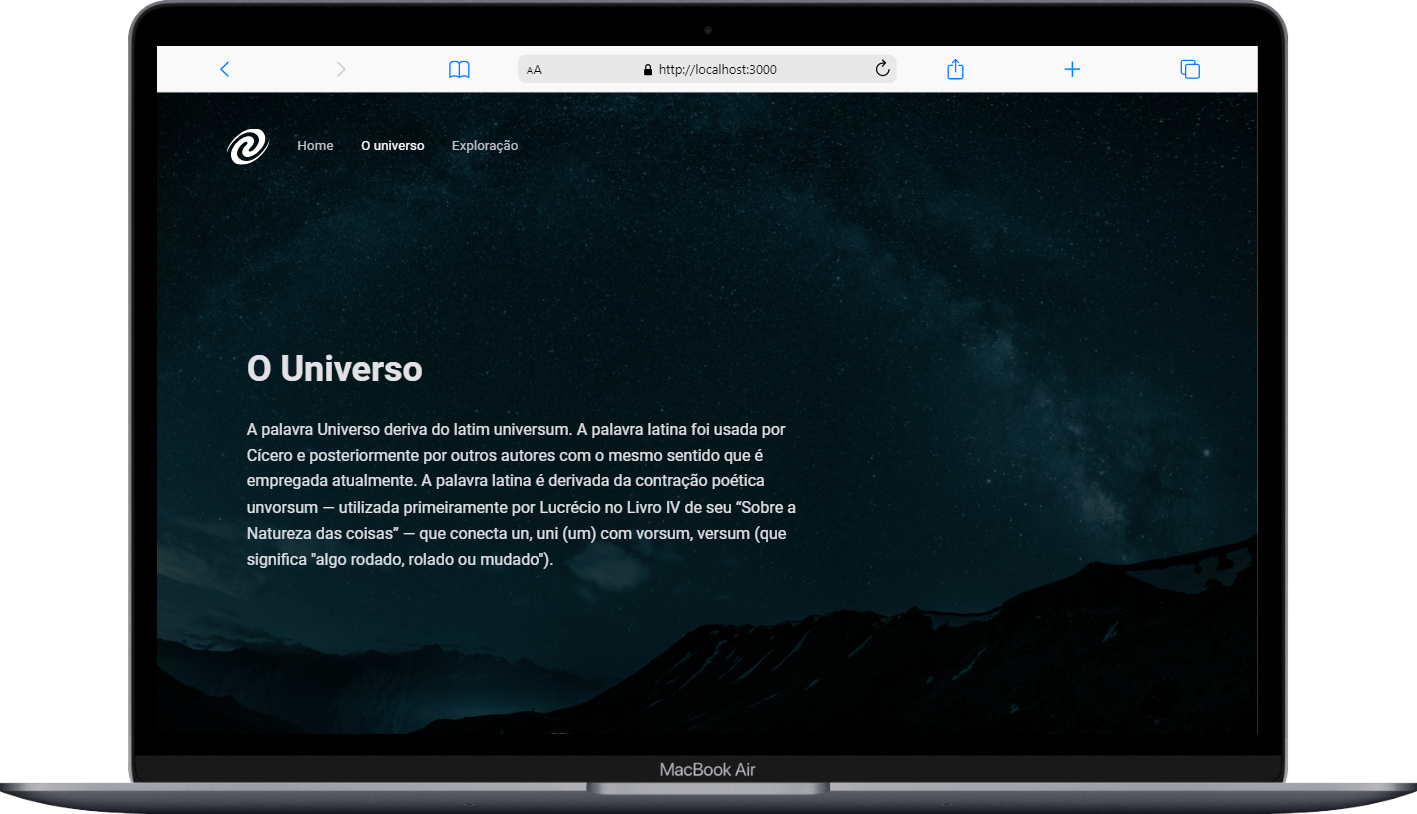 AA
http://localhost:3000
Home O universo Exploração
O Universo
A palavra Universo deriva do latim universum. A palavra latina foi usada por
Cícero e posteriormente por outros autores com o mesmo sentido que é
empregada atualmente. A palavra latina é derivada da contração poética
unvorsum — utilizada primeiramente por Lucrécio no Livro IV de seu “Sobre a
Natureza das coisas” — que conecta un, uni (um) com vorsum, versum (que
significa "algo rodado, rolado ou mudado").
MacBook Air